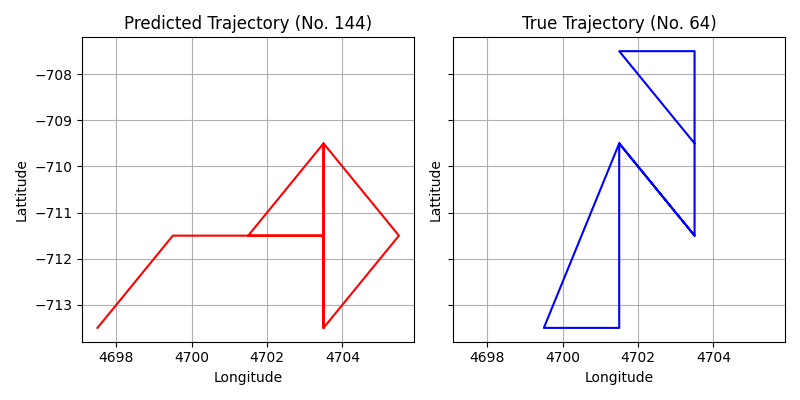 Predicted Trajectory (No. 144)
True Trajectory (No. 64)
−708
−709
−710
−711
−712
−713
Lattitude
Lattitude
4698 4700 4702 4704
4698 4700 4702 4704
Longitude
Longitude